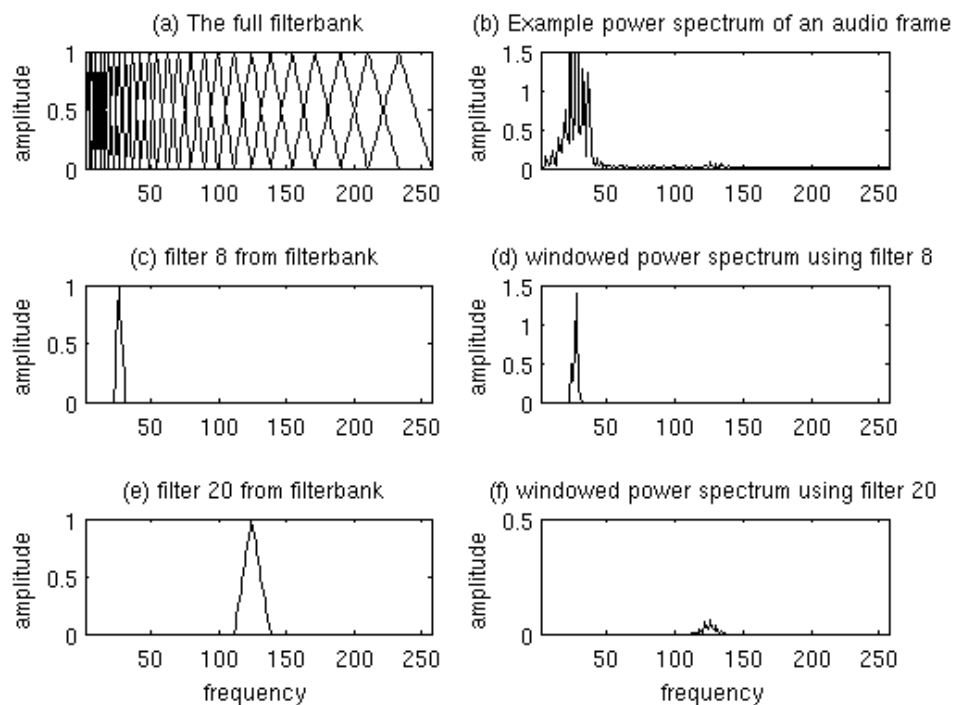 (a) The full filterbank
1
0.5
0
amplitude
50 100 150 200 250
(b) Example power spectrum of an audio frame
1.5
1
0.5
0
amplitude
50 100 150 200 250
(c) filter 8 from filterbank
1
0.5
0
amplitude
50 100 150 200 250
(d) windowed power spectrum using filter 8
1.5
1
0.5
0
amplitude
50 100 150 200 250
(e) filter 20 from filterbank
1
0.5
0
amplitude
50 100 150 200 250
frequency
(f) windowed power spectrum using filter 20
0.5
0
amplitude
50 100 150 200 250
frequency